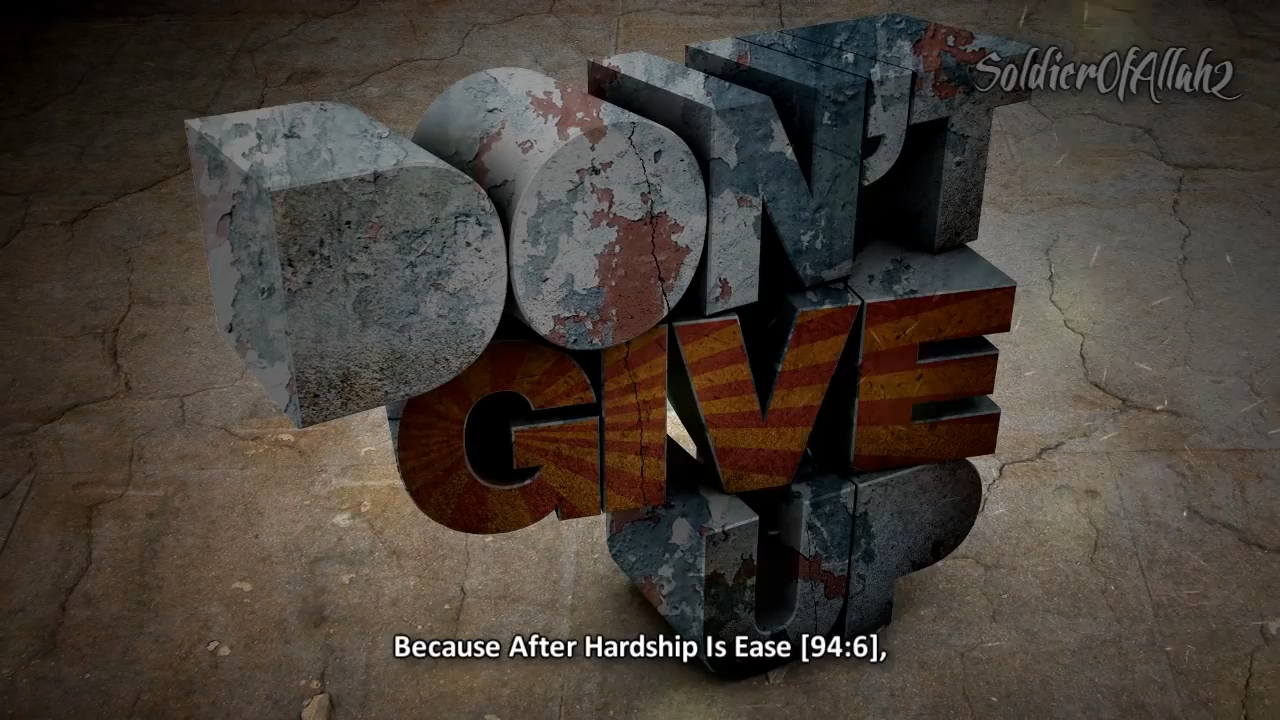 SoldierOfAllah2
DON'T
GIVE
UP
Because After Hardship Is Ease [94:6],